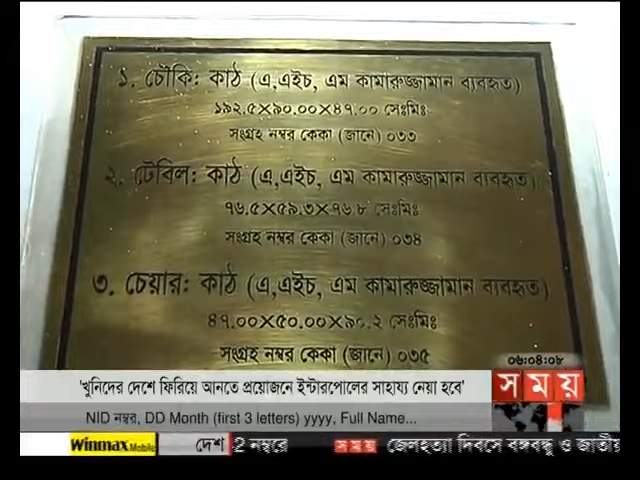 ১. চৌকি: কাঠ (এ,এইচ, এম কামারুজ্জামান ব্যবহৃত)
১৯২.৫×৯০.০০×৪৭.০০ সেঃমিঃ
সংগ্রহ নম্বর কেকা (জানে) ০৩৩
২. টেবিল: কাঠ (এ,এইচ, এম কামারুজ্জামান ব্যবহৃত)
৭৬.৫×৫৯.৩×৭৬.৮ সেঃমিঃ
সংগ্রহ নম্বর কেকা (জানে) ০৩৪
৩. চেয়ার: কাঠ (এ,এইচ, এম কামারুজ্জামান ব্যবহৃত)
৪৭.০০×৫০.০০×৯০.২ সেঃমিঃ
সংগ্রহ নম্বর কেকা (জানে) ০৩৫
০৬:০৪:০৮
সময়
'খুনিদের দেশে ফিরিয়ে আনতে প্রয়োজনে ইন্টারপোলের সাহায্য নেয়া হবে'
NID নম্বর, DD Month (first 3 letters) yyyy, Full Name...
Winmax Mobile দেশ 2 নম্বরে সময় জেলহত্যা দিবসে বঙ্গবন্ধু ও জাতীয়